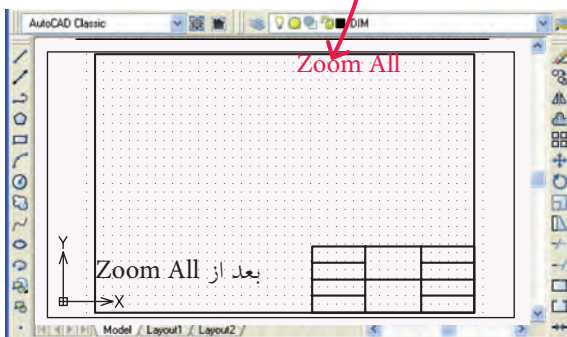 AutoCAD Classic
DIM
Zoom All
Y
بعد از Zoom All
X
Model / Layout1 / Layout2 /